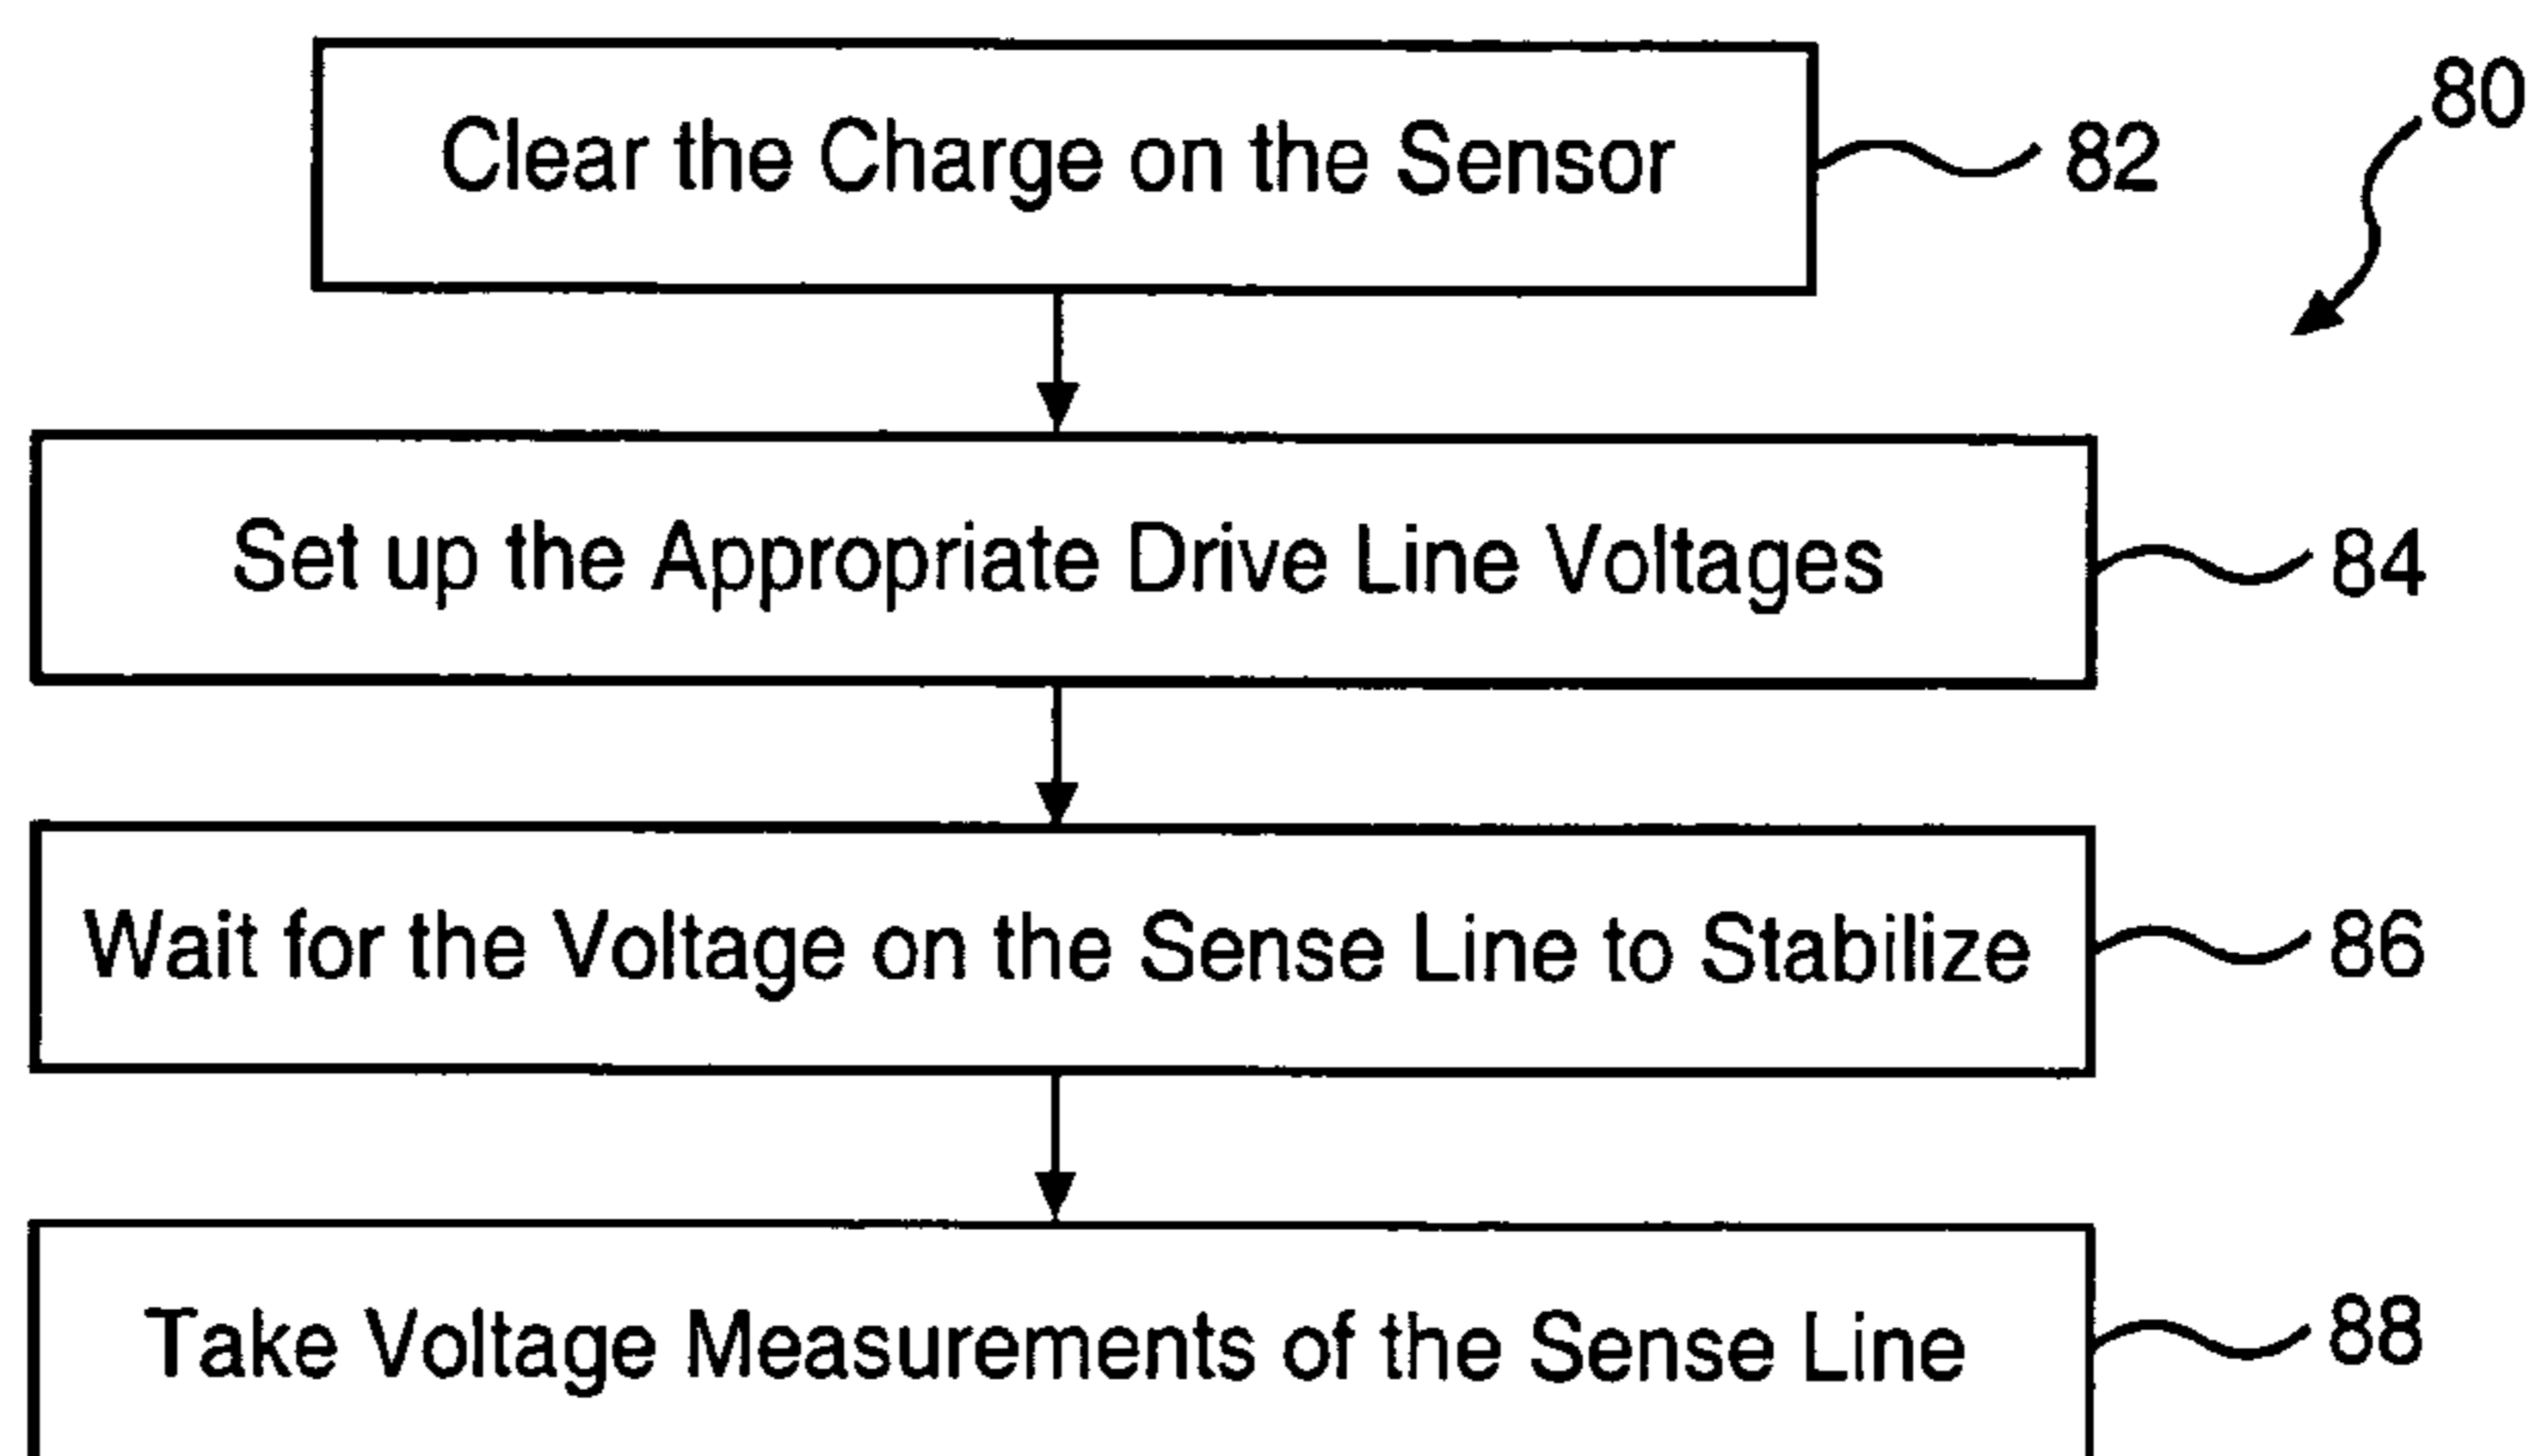 80
Clear the Charge on the Sensor
82
Set up the Appropriate Drive Line Voltages
84
Wait for the Voltage on the Sense Line to Stabilize
86
Take Voltage Measurements of the Sense Line
88